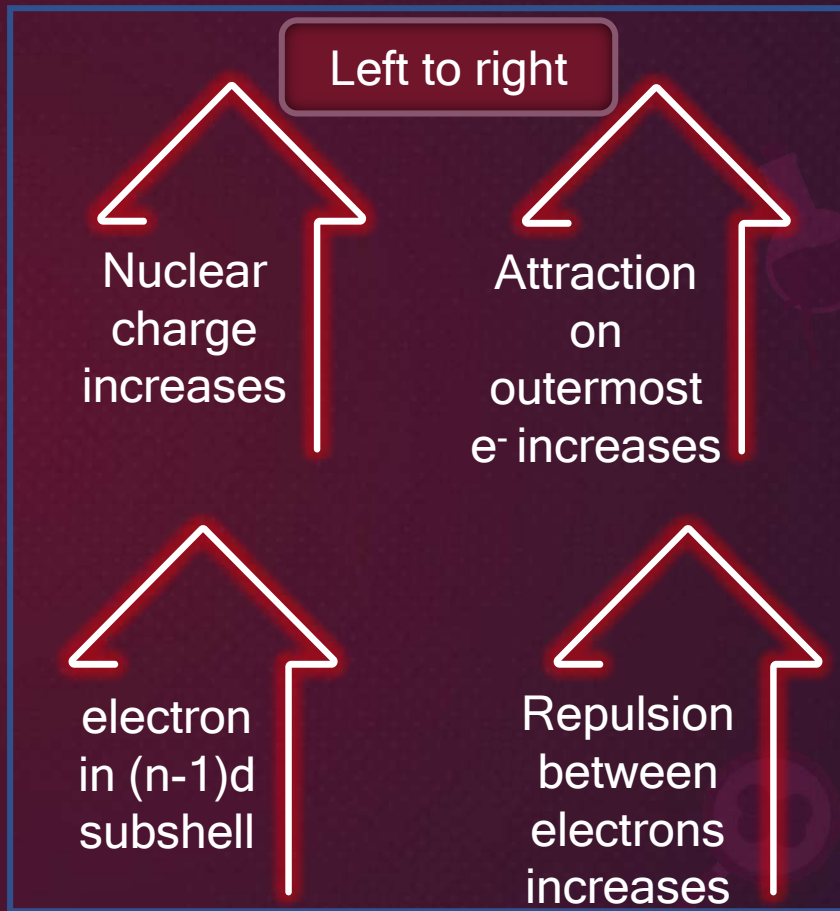 Left to right
Nuclear
charge
increases
Attraction
on
outermost
e⁻ increases
electron
in (n-1)d
subshell
Repulsion
between
electrons
increases